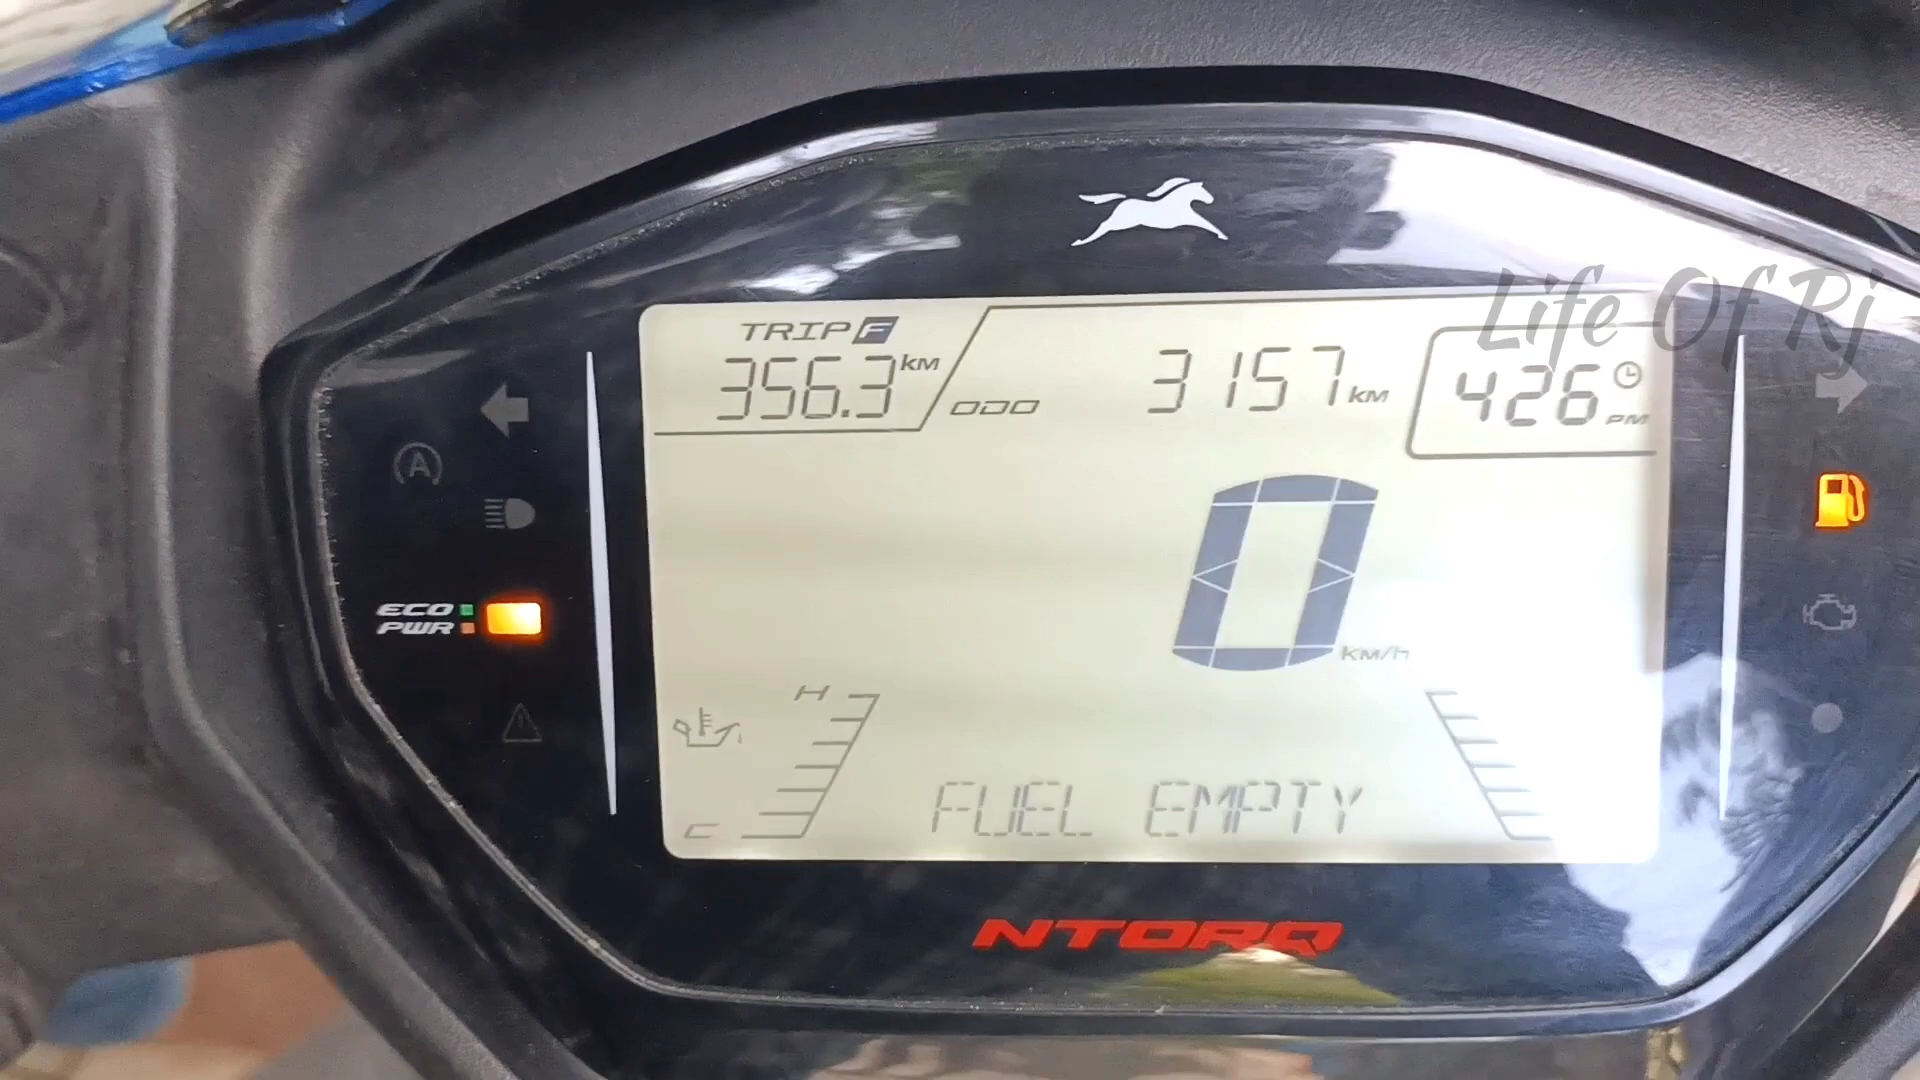 Life Of Rj
TRIP F
356.3 km
ODO 3157 km
426 PM
A
ECO
PWR
0 km/h
H
C
FUEL EMPTY
NTORQ